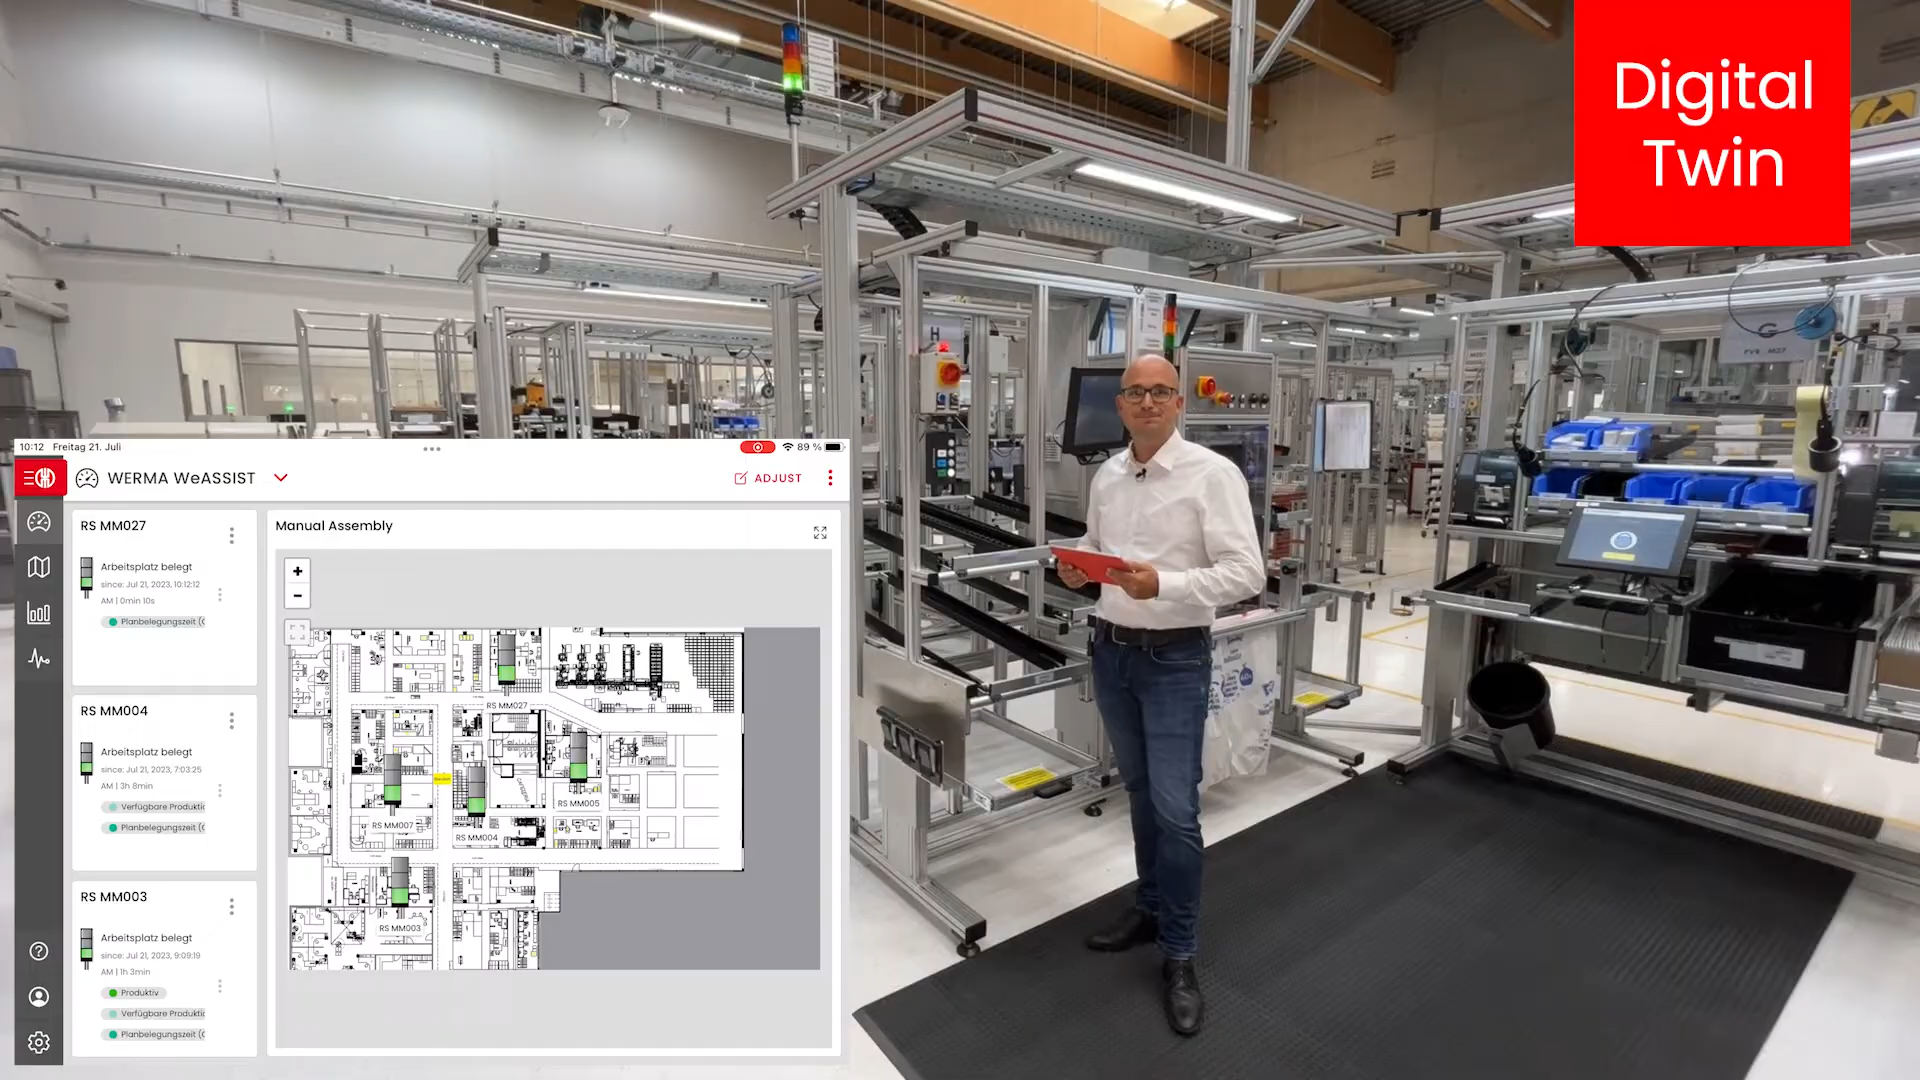 Digital
Twin
H
G
10:12 Freitag 21. Juli
89 %
WERMA WeASSIST
ADJUST
RS MM027
Arbeitsplatz belegt
since: Jul 21, 2023, 10:12:12
AM | 0min 10s
Planbelegungszeit (
RS MM004
Arbeitsplatz belegt
since: Jul 21, 2023, 7:03:25
AM | 3h 8min
Verfügbare Produktic
Planbelegungszeit (
RS MM003
Arbeitsplatz belegt
since: Jul 21, 2023, 9:09:19
AM | 1h 3min
Produktiv
Verfügbare Produktic
Planbelegungszeit (
Manual Assembly
+
-
RS MM027
RS MM005
RS MM007
RS MM004
RS MM003